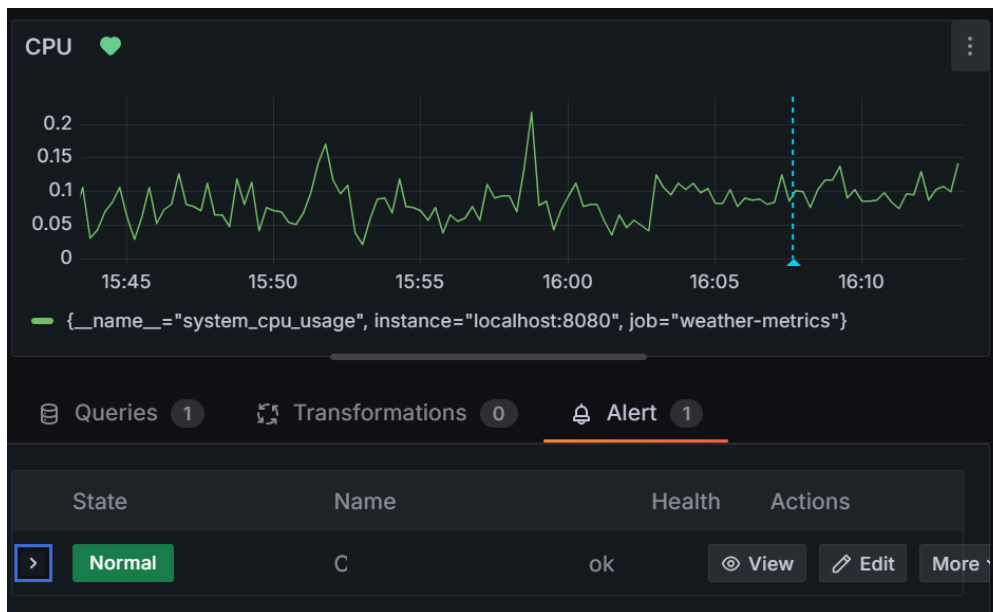 CPU
0.2
0.15
0.1
0.05
0
15:45 15:50 15:55 16:00 16:05 16:10
{__name__="system_cpu_usage", instance="localhost:8080", job="weather-metrics"}
Queries 1 Transformations 0 Alert 1
State Name Health Actions
Normal C ok View Edit More